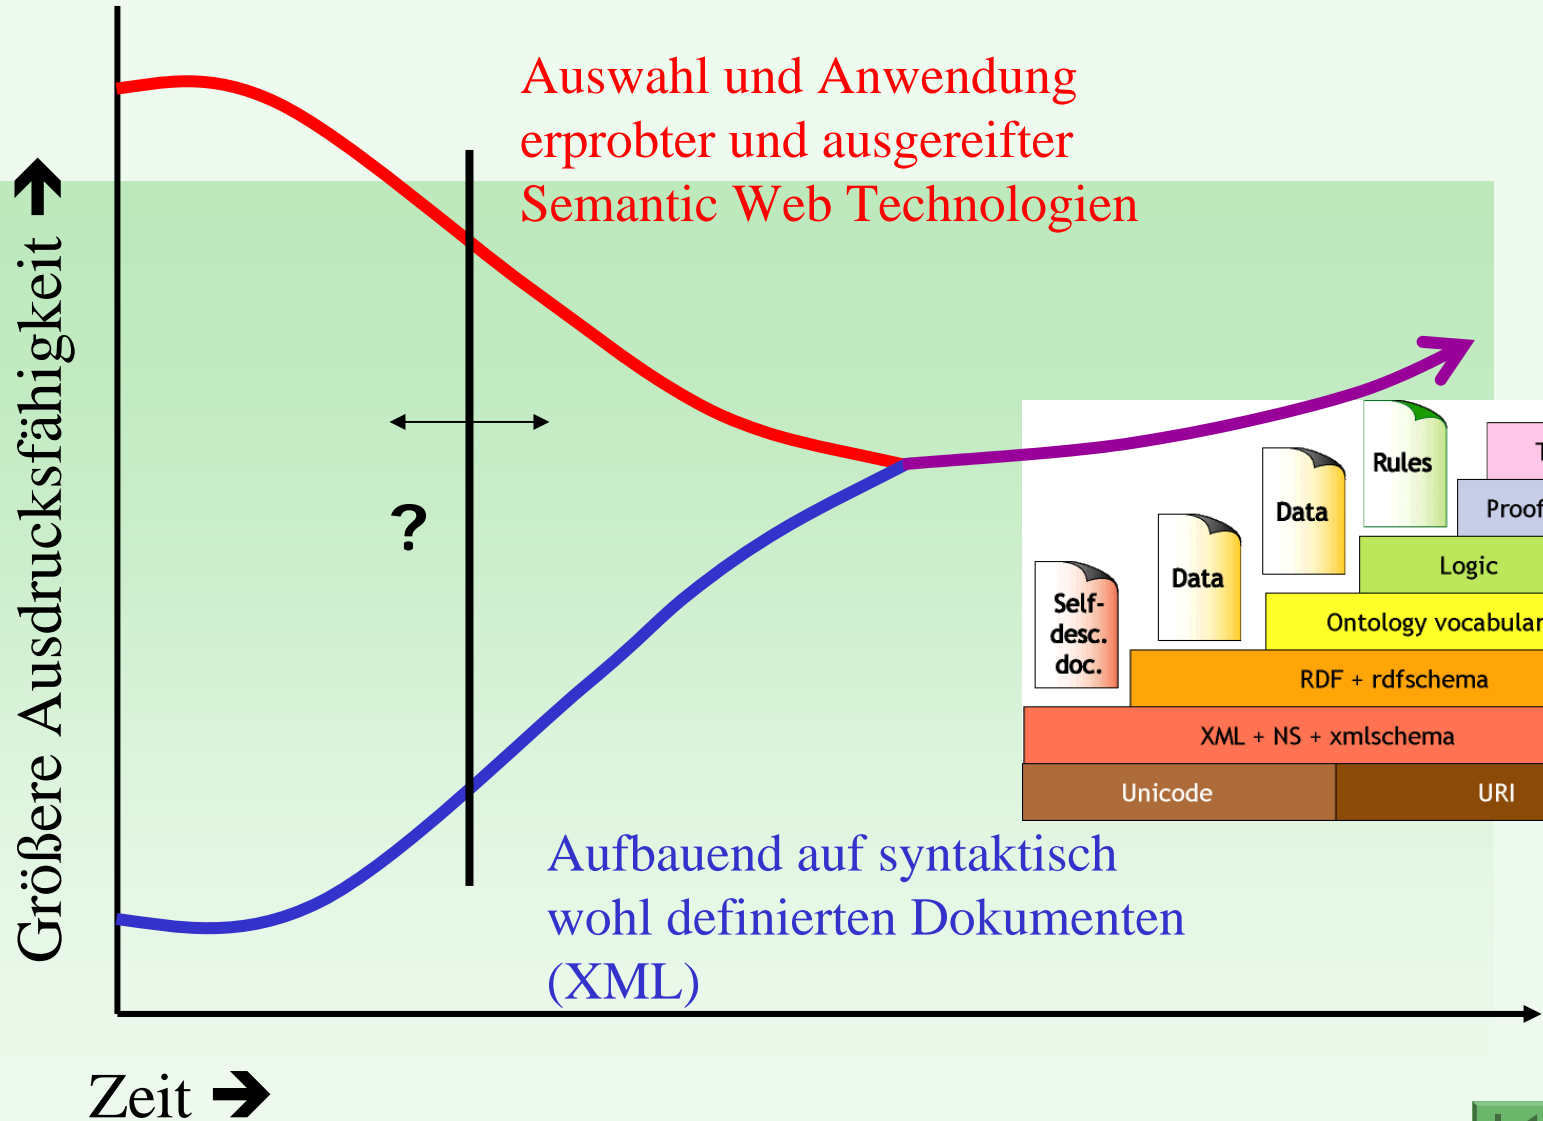 Auswahl und Anwendung
erprobter und ausgereifter
Semantic Web Technologien
Größere Ausdrucksfähigkeit
?
Rules
Data
Data
Self-
desc.
doc.
Logic
RDF + rdfschema
Ontology
XML + NS + xmlschema
Unicode
URI
Aufbauend auf syntaktisch
wohl definierten Dokumenten
(XML)
Zeit